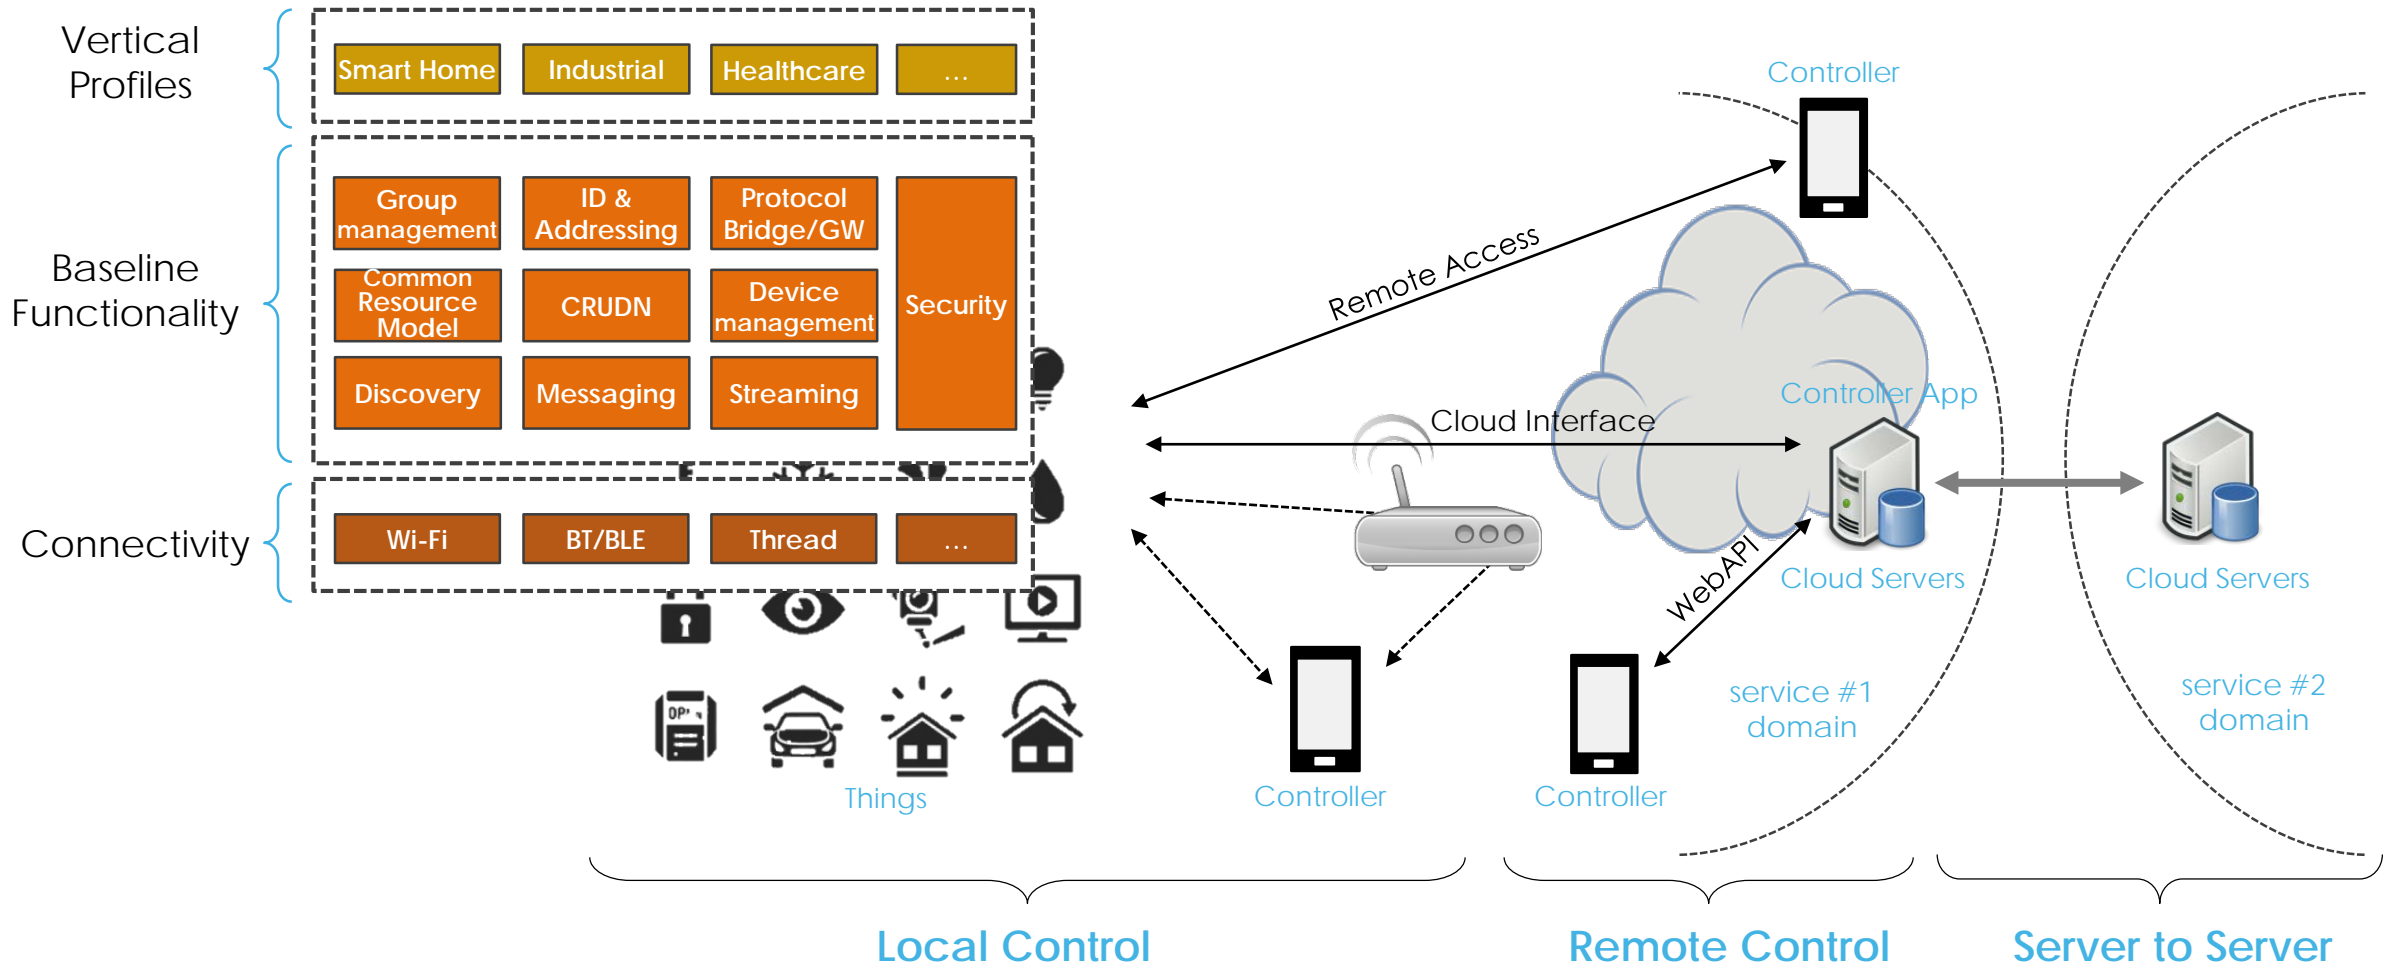 Vertical
Profiles
Smart Home
Industrial
Healthcare
...
Baseline
Functionality
Group
management
ID &
Addressing
Protocol
Bridge/GW
Security
Common
Resource
Model
CRUDN
Device
management
Discovery
Messaging
Streaming
Connectivity
Wi-Fi
BT/BLE
Thread
...
Things
Controller
Remote Access
Cloud Interface
Controller App
WebAPI
Cloud Servers
Cloud Servers
Controller
Controller
service #1
domain
service #2
domain
Local Control
Remote Control
Server to Server